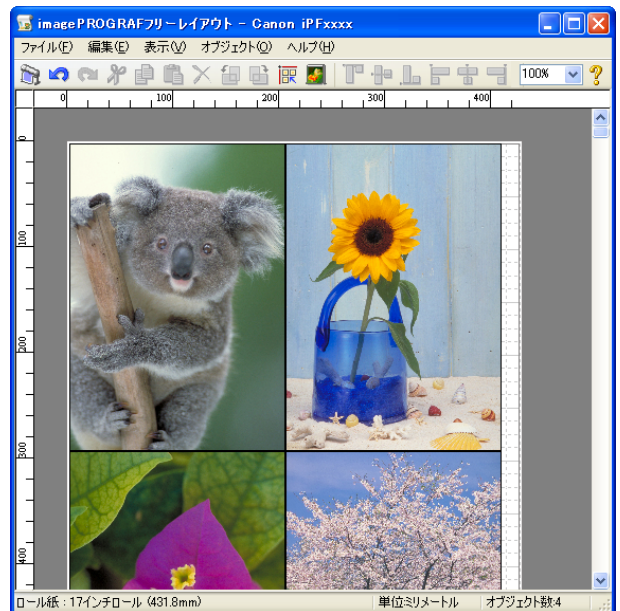 imagePROGRAFフリーレイアウト - Canon iPFxxxx
ファイル(F) 編集(E) 表示(V) オブジェクト(O) ヘルプ(H)
100%
0 100 200 300 400
0
100
200
300
400
ロール紙 : 17インチロール (431.8mm) 単位ミリメートル オブジェクト数:4